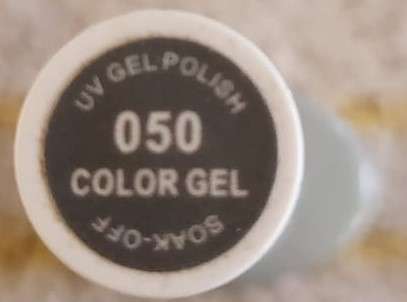 UV GEL POLISH
050
COLOR GEL
SOAK-OFF